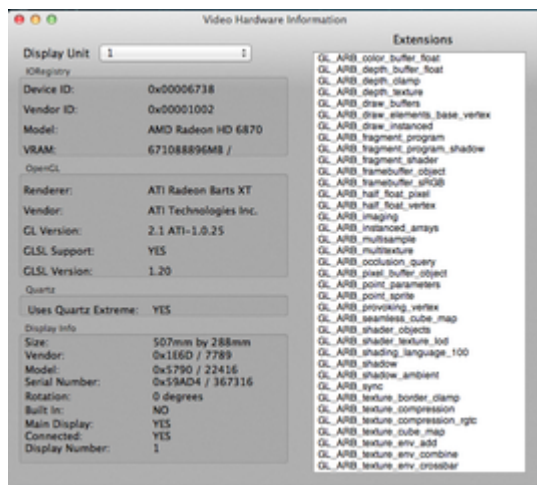 Video Hardware Information
Display Unit 1
IORegistry
Device ID: 0x00006738
Vendor ID: 0x00001002
Model: AMD Radeon HD 6870
VRAM: 671088896MB /
OpenGL
Renderer: ATI Radeon Barts XT
Vendor: ATI Technologies Inc.
GL Version: 2.1 ATI-1.0.25
GLSL Support: YES
GLSL Version: 1.20
Quartz
Uses Quartz Extreme: YES
Display Info
Size: 507mm by 288mm
Vendor: 0x1E6D / 7789
Model: 0x5790 / 22416
Serial Number: 0x59AD4 / 367316
Rotation: 0 degrees
Built In: NO
Main Display: YES
Connected: YES
Display Number: 1
Extensions
GL_ARB_color_buffer_float
GL_ARB_depth_buffer_float
GL_ARB_depth_clamp
GL_ARB_depth_texture
GL_ARB_draw_buffers
GL_ARB_draw_elements_base_vertex
GL_ARB_draw_instanced
GL_ARB_fragment_program
GL_ARB_fragment_program_shadow
GL_ARB_fragment_shader
GL_ARB_framebuffer_object
GL_ARB_framebuffer_sRGB
GL_ARB_half_float_pixel
GL_ARB_half_float_vertex
GL_ARB_imaging
GL_ARB_instanced_arrays
GL_ARB_multisample
GL_ARB_multitexture
GL_ARB_occlusion_query
GL_ARB_pixel_buffer_object
GL_ARB_point_parameters
GL_ARB_point_sprite
GL_ARB_provoking_vertex
GL_ARB_seamless_cube_map
GL_ARB_shader_objects
GL_ARB_shader_texture_lod
GL_ARB_shading_language_100
GL_ARB_shadow
GL_ARB_shadow_ambient
GL_ARB_sync
GL_ARB_texture_border_clamp
GL_ARB_texture_compression
GL_ARB_texture_compression_rgtc
GL_ARB_texture_cube_map
GL_ARB_texture_env_add
GL_ARB_texture_env_combine
GL_ARB_texture_env_crossbar